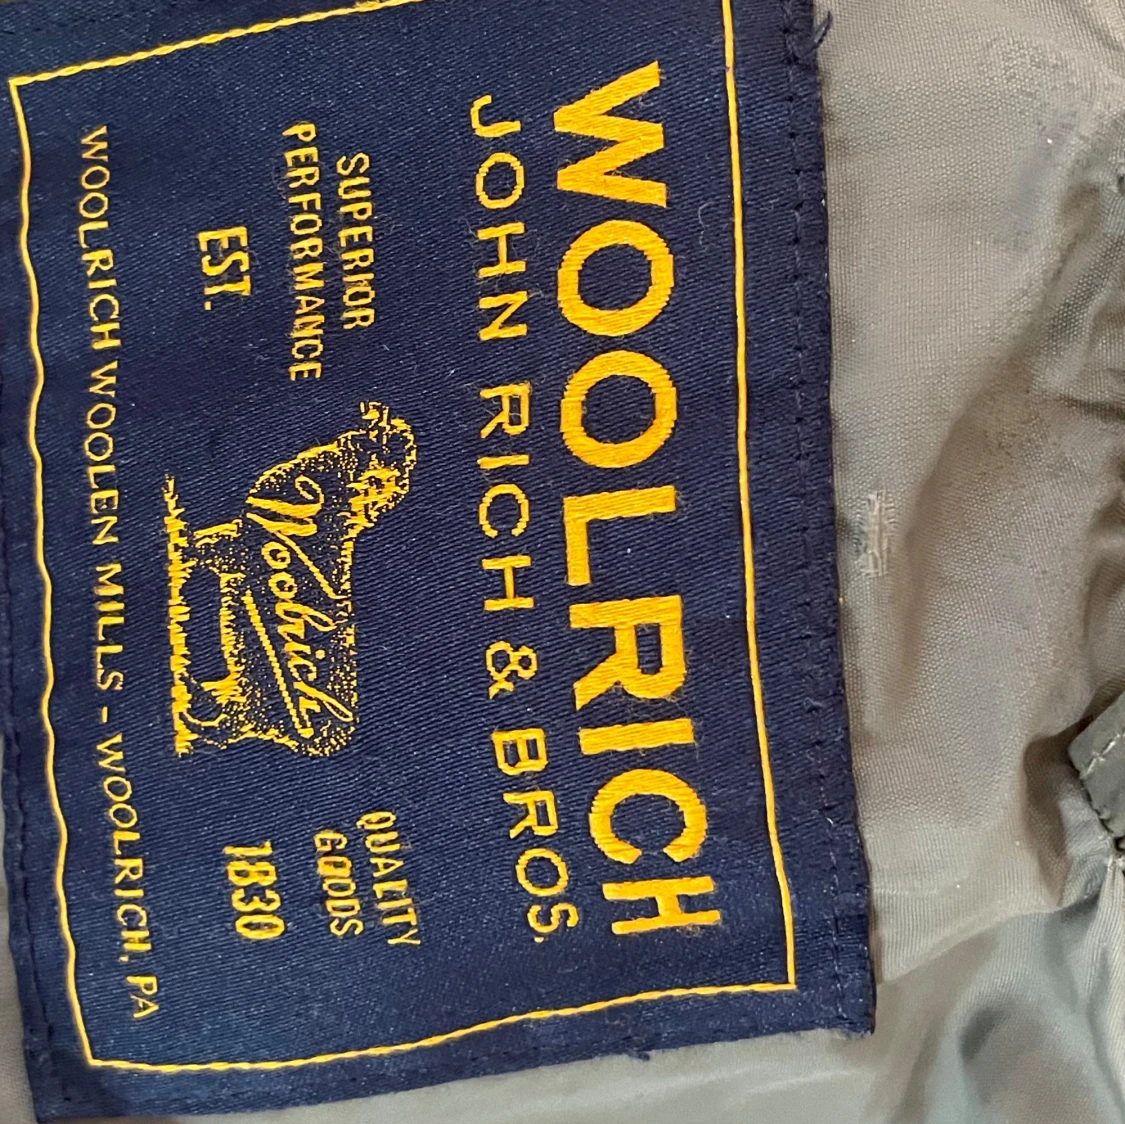 WOOLRICH
JOHN RICH & BROS.
SUPERIOR
PERFORMANCE
QUALITY
GOODS
Woolrich
EST.
1830
WOOLRICH WOOLEN MILLS - WOOLRICH, PA